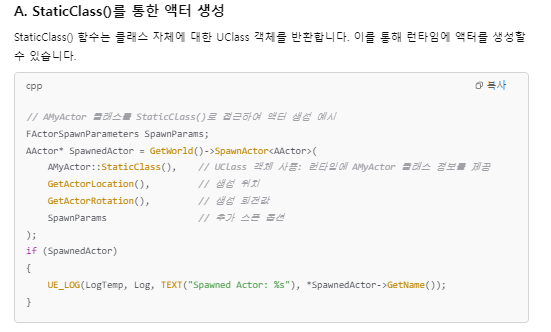 A. StaticClass()를 통한 액터 생성
StaticClass() 함수는 클래스 자체에 대한 UClass 객체를 반환합니다. 이를 통해 런타임에 액터를 생성할
수 있습니다.
cpp 복사
// AMyActor 클래스를 StaticClass()로 접근하여 액터 생성 예시
FActorSpawnParameters SpawnParams;
AActor* SpawnedActor = GetWorld()->SpawnActor<AActor>(
    AMyActor::StaticClass(),    // UClass 객체 사용: 런타임에 AMyActor 클래스 정보를 제공
    GetActorLocation(),         // 생성 위치
    GetActorRotation(),         // 생성 회전값
    SpawnParams                 // 추가 스폰 옵션
);
if (SpawnedActor)
{
    UE_LOG(LogTemp, Log, TEXT("Spawned Actor: %s"), *SpawnedActor->GetName());
}